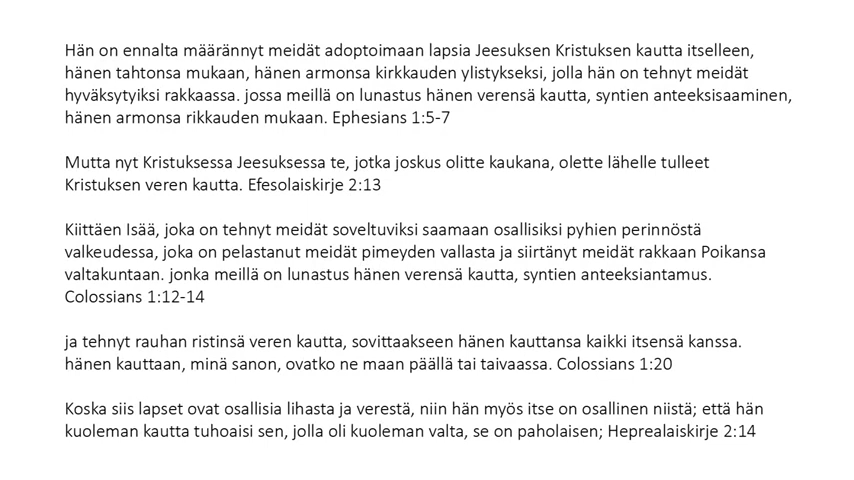 Hän on ennalta määrännyt meidät adoptoimaan lapsia Jeesuksen Kristuksen kautta itselleen,
hänen tahtonsa mukaan, hänen armonsa kirkkauden ylistykseksi, jolla hän on tehnyt meidät
hyväksytyiksi rakkaassa. jossa meillä on lunastus hänen verensä kautta, syntien anteeksisaaminen,
hänen armonsa rikkauden mukaan. Ephesians 1:5-7
Mutta nyt Kristuksessa Jeesuksessa te, jotka joskus olitte kaukana, olette lähelle tulleet
Kristuksen veren kautta. Efesolaiskirje 2:13
Kiittäen Isää, joka on tehnyt meidät soveltuviksi saamaan osallisiksi pyhien perinnöstä
valkeudessa, joka on pelastanut meidät pimeyden vallasta ja siirtänyt meidät rakkaan Poikansa
valtakuntaan. jonka meillä on lunastus hänen verensä kautta, syntien anteeksiantamus.
Colossians 1:12-14
ja tehnyt rauhan ristinsä veren kautta, sovittaakseen hänen kauttansa kaikki itsensä kanssa.
hänen kauttaan, minä sanon, ovatko ne maan päällä tai taivaassa. Colossians 1:20
Koska siis lapset ovat osallisia lihasta ja verestä, niin hän myös itse on osallinen niistä; että hän
kuoleman kautta tuhoaisi sen, jolla oli kuoleman valta, se on paholaisen; Heprealaiskirje 2:14